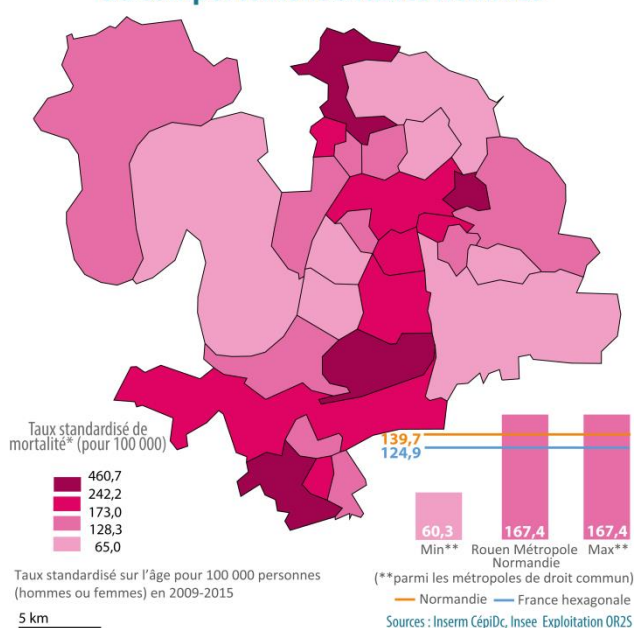 Taux standardisé de
mortalité* (pour 100 000)
460,7
242,2
173,0
128,3
65,0
Taux standardisé sur l'âge pour 100 000 personnes
(hommes ou femmes) en 2009-2015
5 km
139,7
124,9
60,3
167,4
167,4
Min**
Rouen Métropole
Normandie
Max**
(**parmi les métropoles de droit commun)
Normandie
France hexagonale
Sources : Inserm CépiDc, Insee Exploitation OR2S